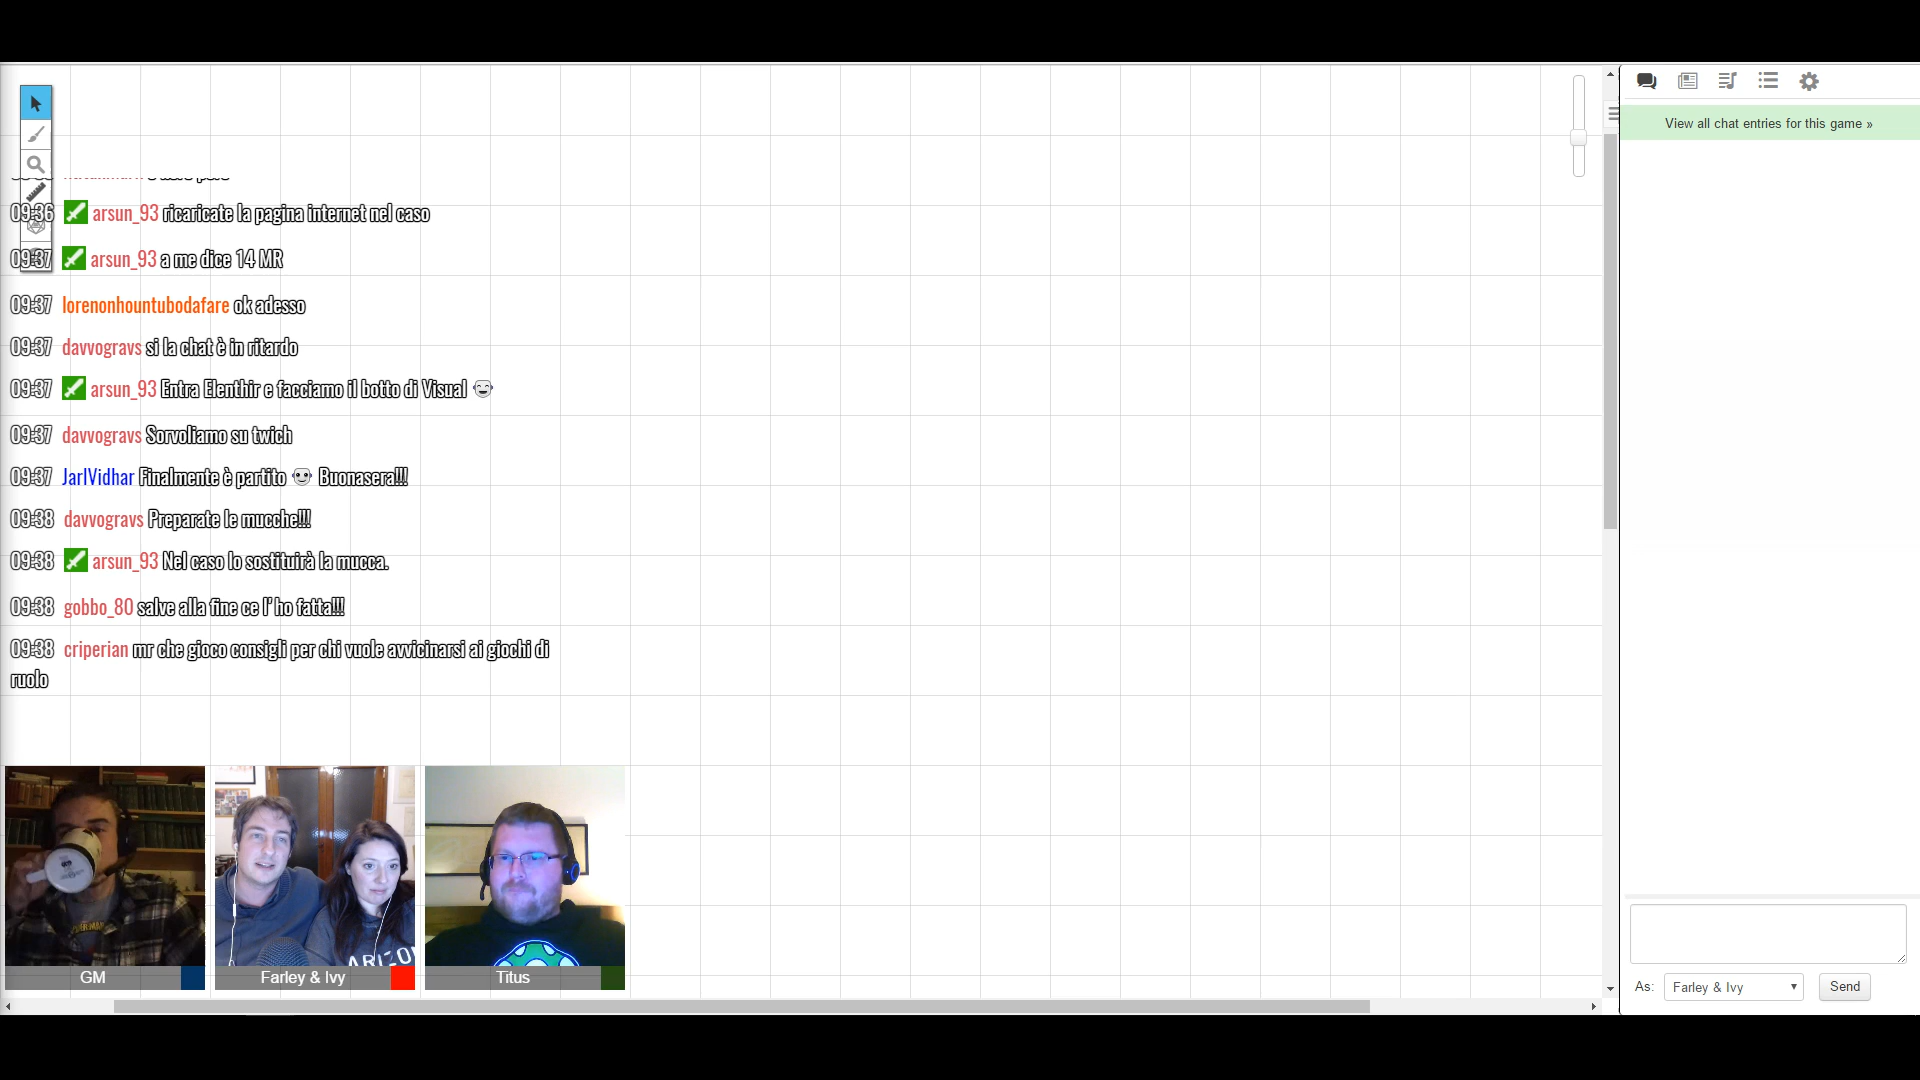 View all chat entries for this game »
09:36 arsun_93 ricaricate la pagina internet nel caso
09:37 arsun_93 a me dice 14 MR
09:37 lorenonhountubodafare ok adesso
09:37 davvogravs si la chat è in ritardo
09:37 arsun_93 Entra Elenthir e facciamo il botto di Visual
09:37 davvogravs Sorvoliamo su twich
09:37 JarlVidhar Finalmente è partito Buonasera!!!
09:38 davvogravs Preparate le mucche!!!
09:38 arsun_93 Nel caso lo sostituirà la mucca.
09:38 gobbo_80 salve alla fine ce l' ho fatta!!!
09:38 criperian mr che gioco consigli per chi vuole avvicinarsi ai giochi di
ruolo
GM
Farley & Ivy
Titus
As: Farley & Ivy Send